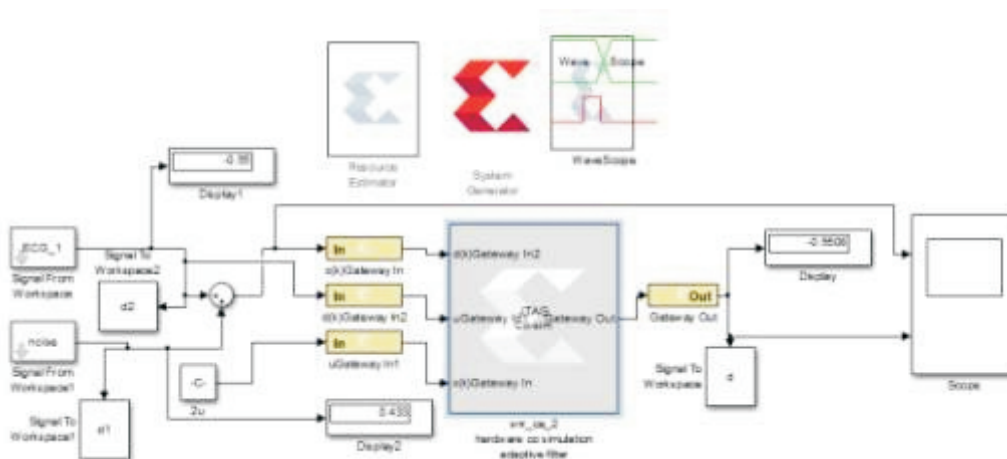 Wave
Scope
Resource
Estimator
System
Generator
WaveScope
-0.55
Display1
ECG_1
Signal From
Workspace
Signal To
Workspace2
d2
In
x(k)Gateway In
In
d(k)Gateway In2
In
uGateway In1
d(k)Gateway In2
uGateway In1
JTAG
Co-sim
Gateway Out
x(k)Gateway In
Out
Gateway Out
-0.5506
Display
Scope
noise
Signal From
Workspace1
Signal To
Workspace1
d1
-C-
2u
0.433
Display2
hardware co simulation
adaptive filter
Signal To
Workspace
d